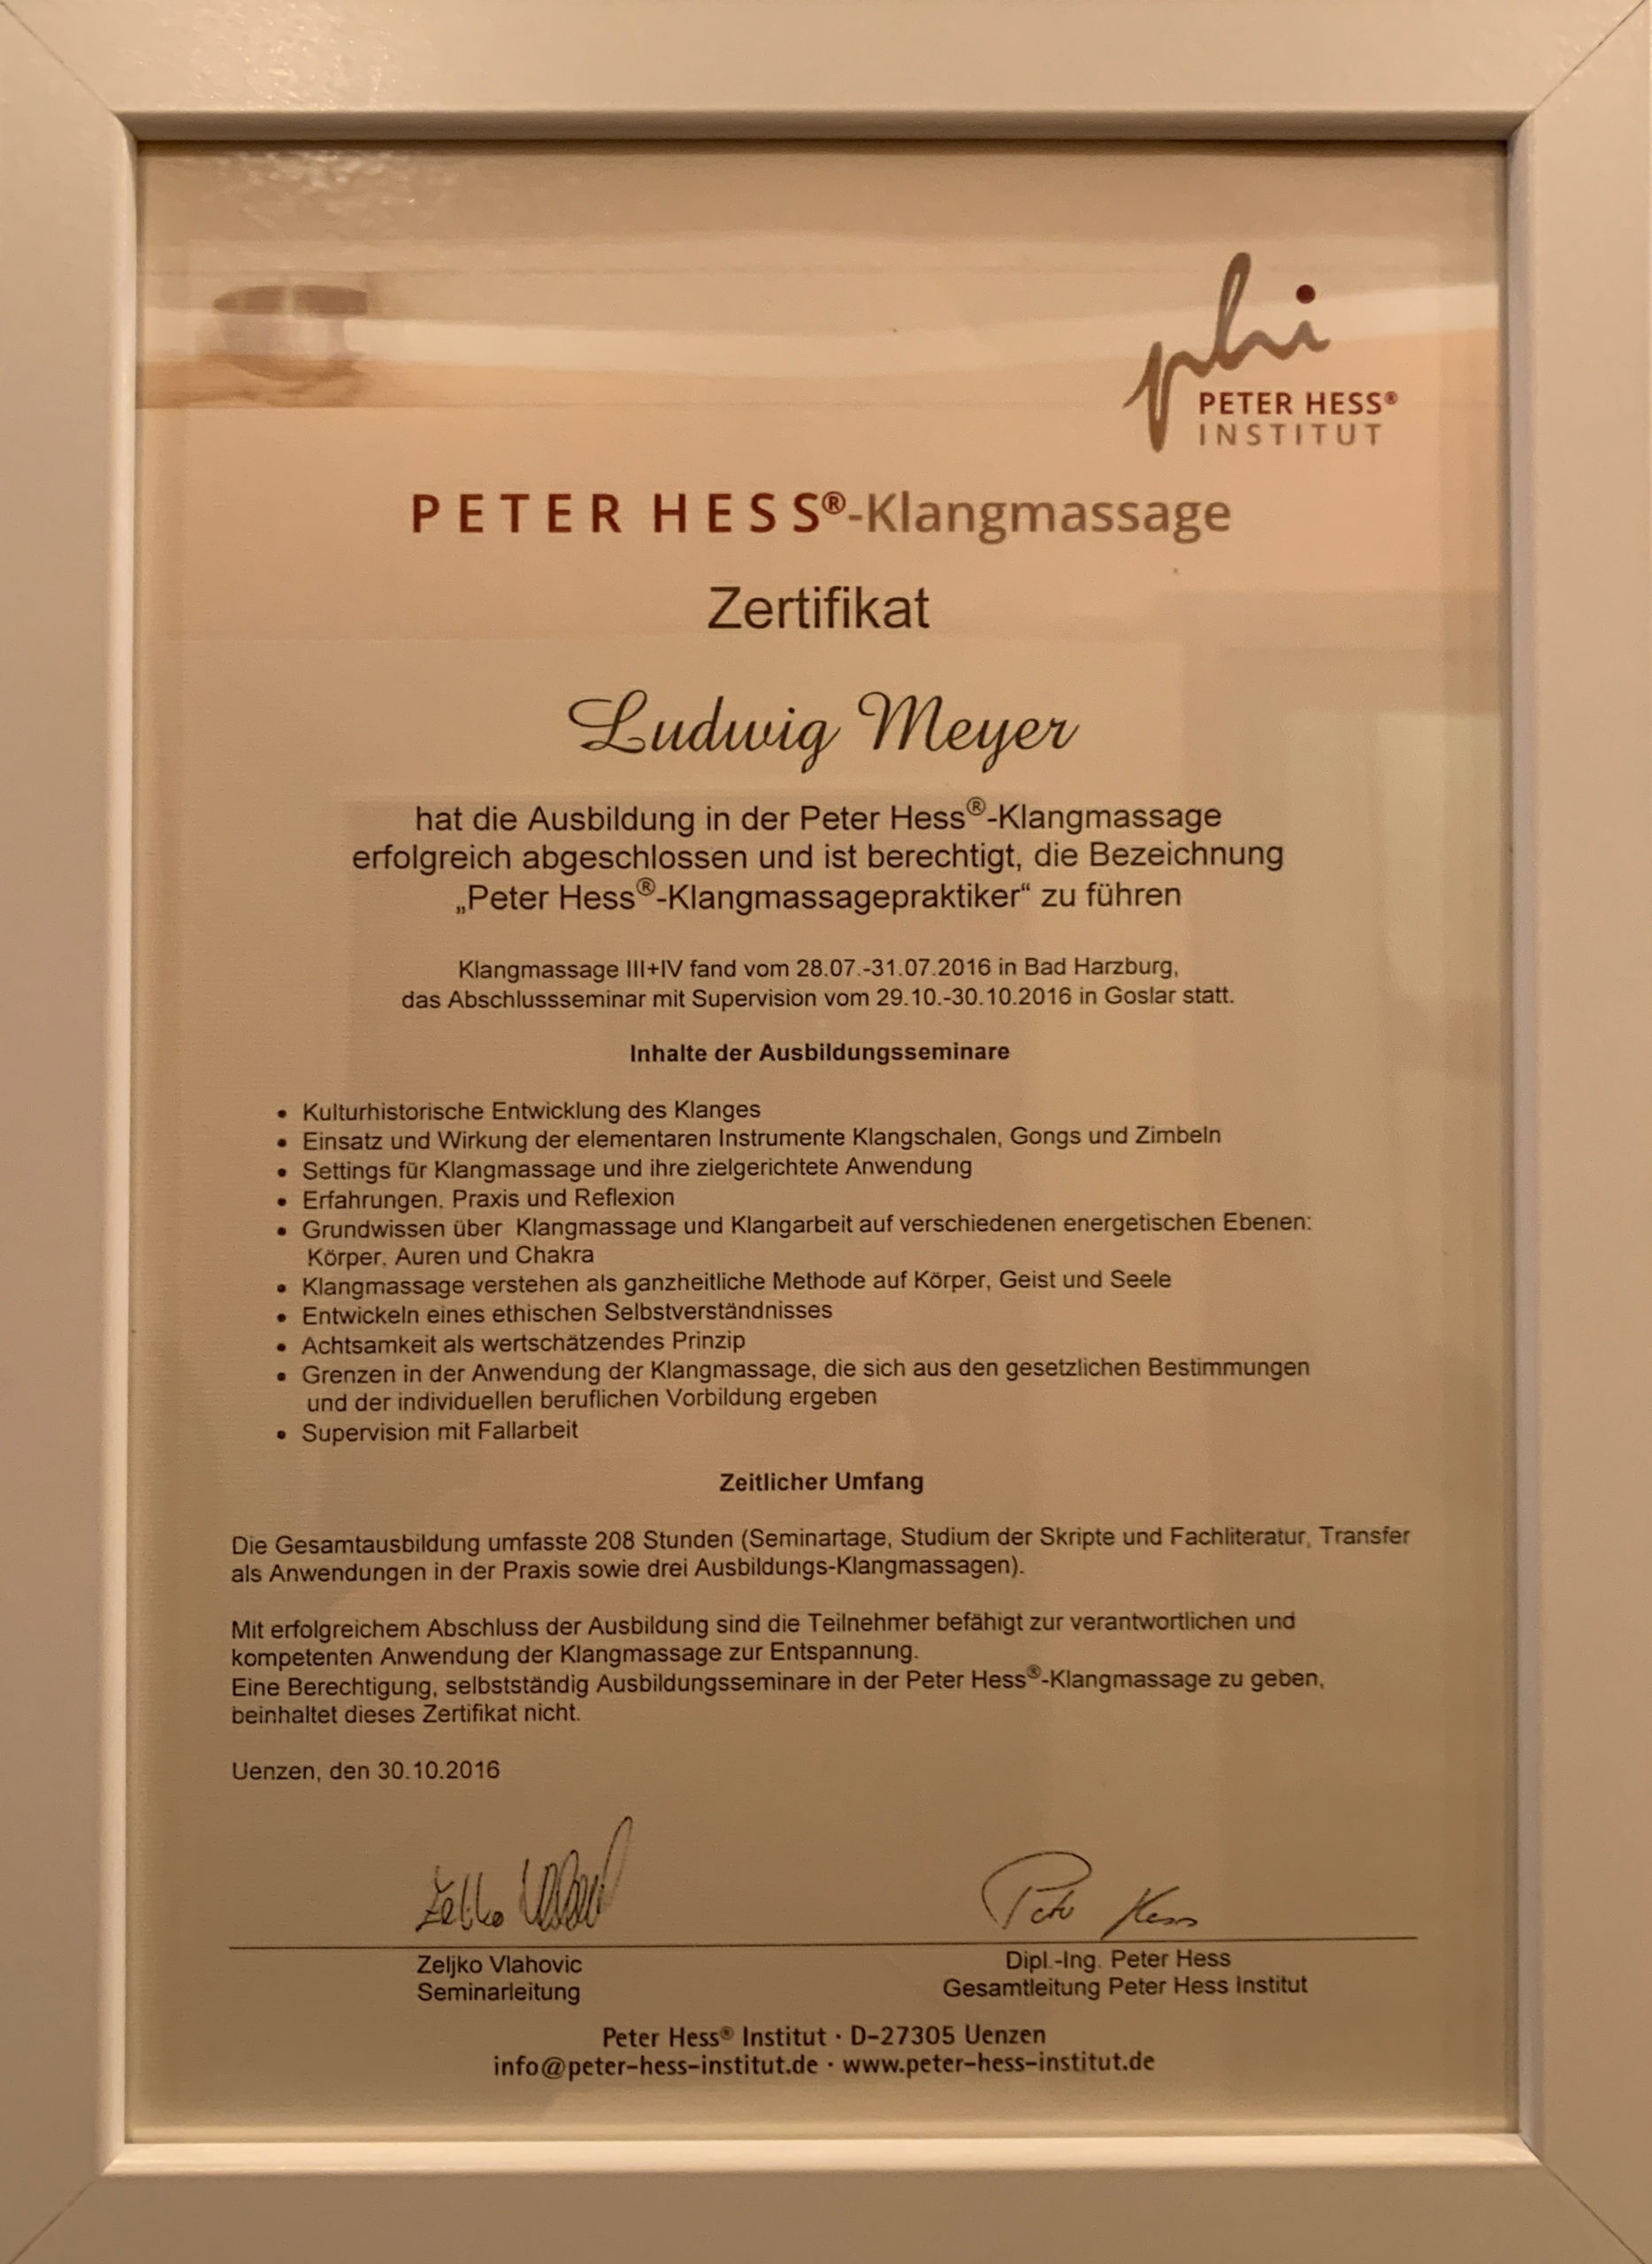 phi
PETER HESS®
INSTITUT
PETER HESS®-Klangmassage
Zertifikat
Ludwig Meyer
hat die Ausbildung in der Peter Hess®-Klangmassage
erfolgreich abgeschlossen und ist berechtigt, die Bezeichnung
„Peter Hess®-Klangmassagepraktiker“ zu führen
Klangmassage III+IV fand vom 28.07.-31.07.2016 in Bad Harzburg,
das Abschlussseminar mit Supervision vom 29.10.-30.10.2016 in Goslar statt.
Inhalte der Ausbildungsseminare
• Kulturhistorische Entwicklung des Klanges
• Einsatz und Wirkung der elementaren Instrumente Klangschalen, Gongs und Zimbeln
• Settings für Klangmassage und ihre zielgerichtete Anwendung
• Erfahrungen, Praxis und Reflexion
• Grundwissen über Klangmassage und Klangarbeit auf verschiedenen energetischen Ebenen:
Körper, Auren und Chakra
• Klangmassage verstehen als ganzheitliche Methode auf Körper, Geist und Seele
• Entwickeln eines ethischen Selbstverständnisses
• Achtsamkeit als wertschätzendes Prinzip
• Grenzen in der Anwendung der Klangmassage, die sich aus den gesetzlichen Bestimmungen
und der individuellen beruflichen Vorbildung ergeben
• Supervision mit Fallarbeit
Zeitlicher Umfang
Die Gesamtausbildung umfasste 208 Stunden (Seminartage, Studium der Skripte und Fachliteratur, Transfer
als Anwendungen in der Praxis sowie drei Ausbildungs-Klangmassagen).
Mit erfolgreichem Abschluss der Ausbildung sind die Teilnehmer befähigt zur verantwortlichen und
kompetenten Anwendung der Klangmassage zur Entspannung.
Eine Berechtigung, selbstständig Ausbildungsseminare in der Peter Hess®-Klangmassage zu geben,
beinhaltet dieses Zertifikat nicht.
Uenzen, den 30.10.2016
Peter Hess
Zeljko Vlahovic
Seminarleitung
Dipl.-Ing. Peter Hess
Gesamtleitung Peter Hess Institut
Peter Hess® Institut · D-27305 Uenzen
info@peter-hess-institut.de · www.peter-hess-institut.de